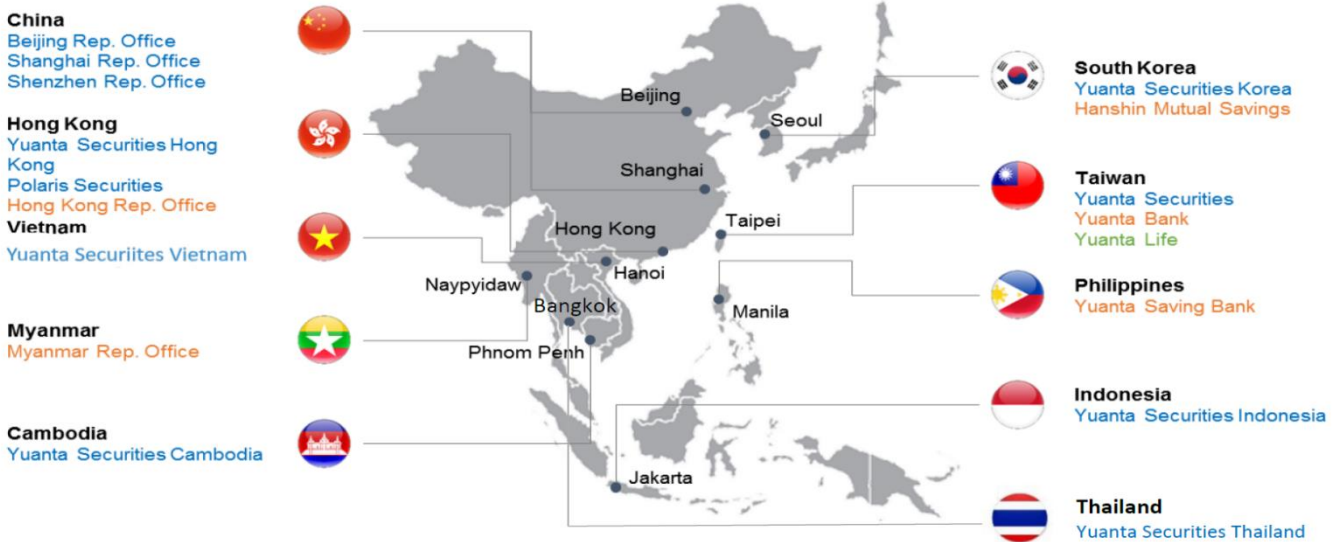 China
Beijing Rep. Office
Shanghai Rep. Office
Shenzhen Rep. Office
Hong Kong
Yuanta Securities Hong
Kong
Polaris Securities
Hong Kong Rep. Office
Vietnam
Yuanta Securiites Vietnam
Myanmar
Myanmar Rep. Office
Cambodia
Yuanta Securities Cambodia
Beijing
Seoul
Shanghai
Taipei
Hong Kong
Hanoi
Naypyidaw
Bangkok
Manila
Phnom Penh
Jakarta
South Korea
Yuanta Securities Korea
Hanshin Mutual Savings
Taiwan
Yuanta Securities
Yuanta Bank
Yuanta Life
Philippines
Yuanta Saving Bank
Indonesia
Yuanta Securities Indonesia
Thailand
Yuanta Securities Thailand